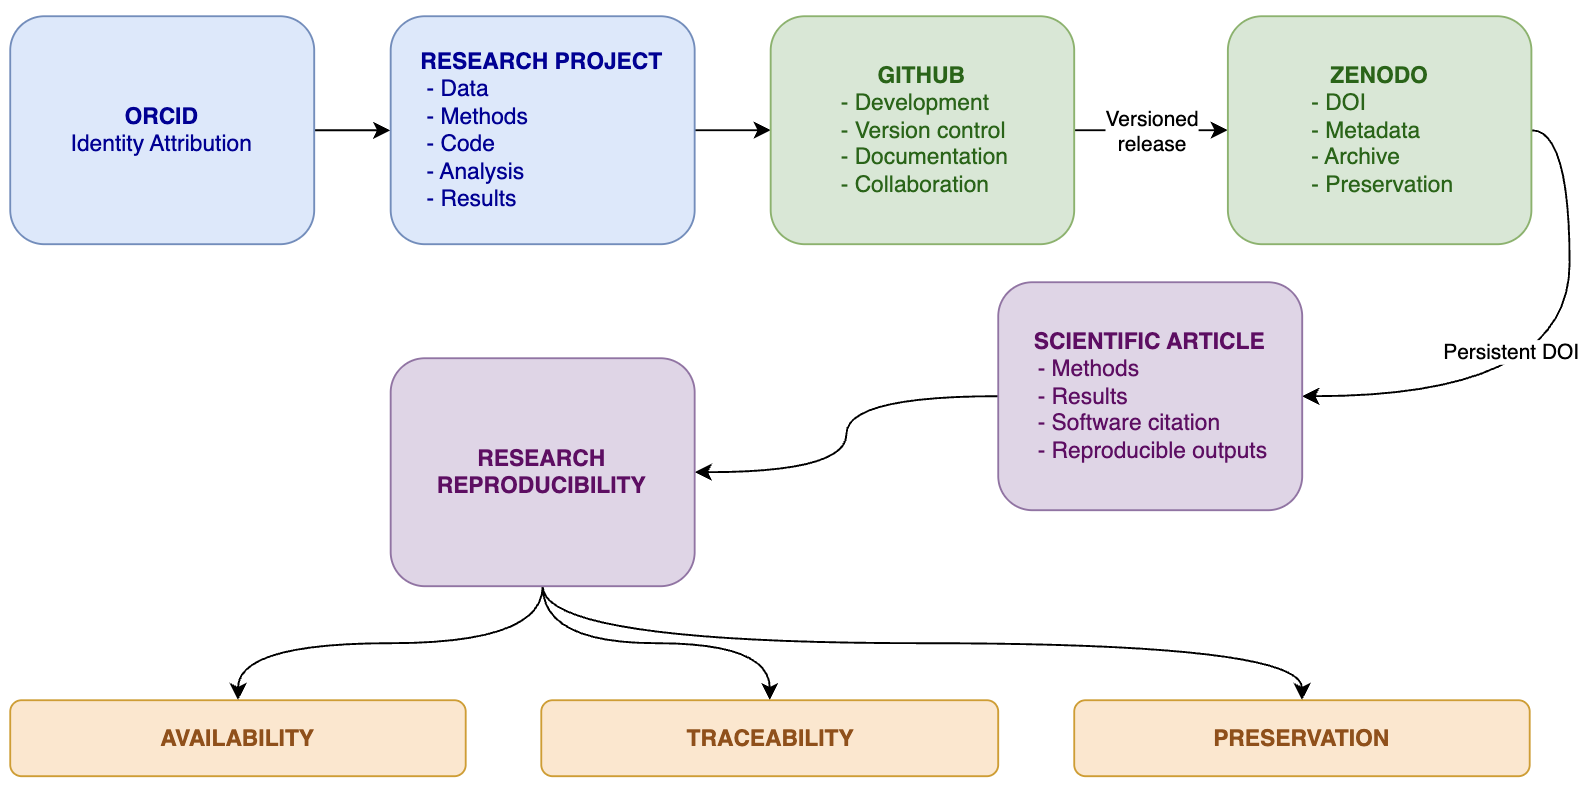 ORCID
Identity Attribution
RESEARCH PROJECT
- Data
- Methods
- Code
- Analysis
- Results
GITHUB
- Development
- Version control
- Documentation
- Collaboration
Versioned
release
ZENODO
- DOI
- Metadata
- Archive
- Preservation
Persistent DOI
SCIENTIFIC ARTICLE
- Methods
- Results
- Software citation
- Reproducible outputs
RESEARCH
REPRODUCIBILITY
AVAILABILITY
TRACEABILITY
PRESERVATION